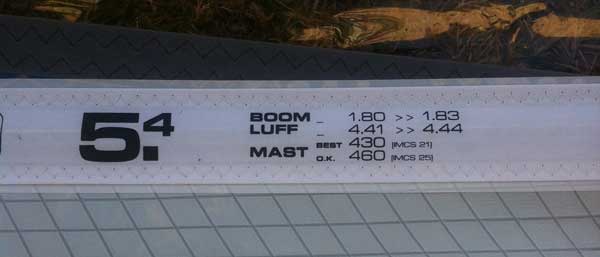 5.4
BOOM _ 1.80 >> 1.83
LUFF _ 4.41 >> 4.44
MAST BEST 430 [IMCS 21]
O.K. 460 [IMCS 25]